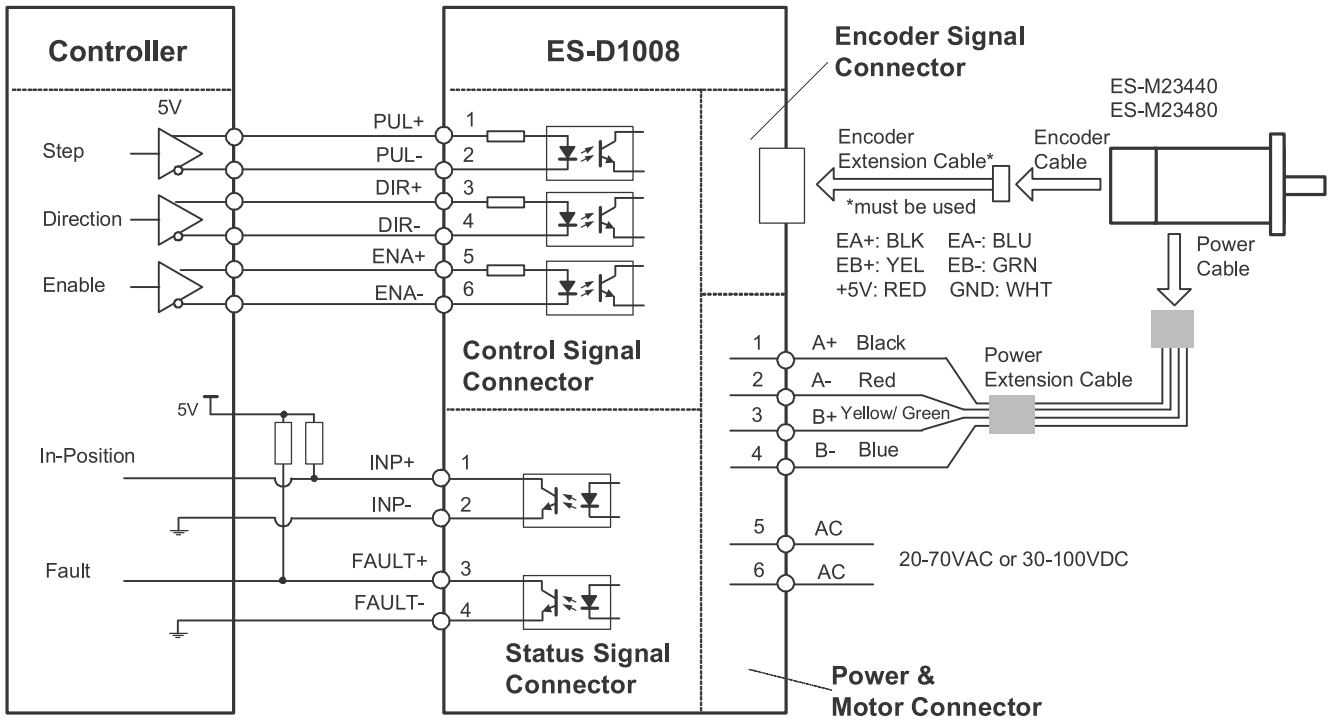 Controller
5V
Step
Direction
Enable
5V
In-Position
Fault
PUL+
PUL-
DIR+
DIR-
ENA+
ENA-
INP+
INP-
FAULT+
FAULT-
ES-D1008
1
2
3
4
5
6
Control Signal
Connector
1
2
3
4
Status Signal
Connector
Encoder Signal
Connector
Encoder
Extension Cable*
*must be used
Encoder
Cable
ES-M23440
ES-M23480
EA+: BLK EA-: BLU
EB+: YEL EB-: GRN
+5V: RED GND: WHT
Power
Cable
1 A+ Black
2 A- Red
3 B+ Yellow/ Green
4 B- Blue
Power
Extension Cable
5 AC
6 AC
20-70VAC or 30-100VDC
Power &
Motor Connector